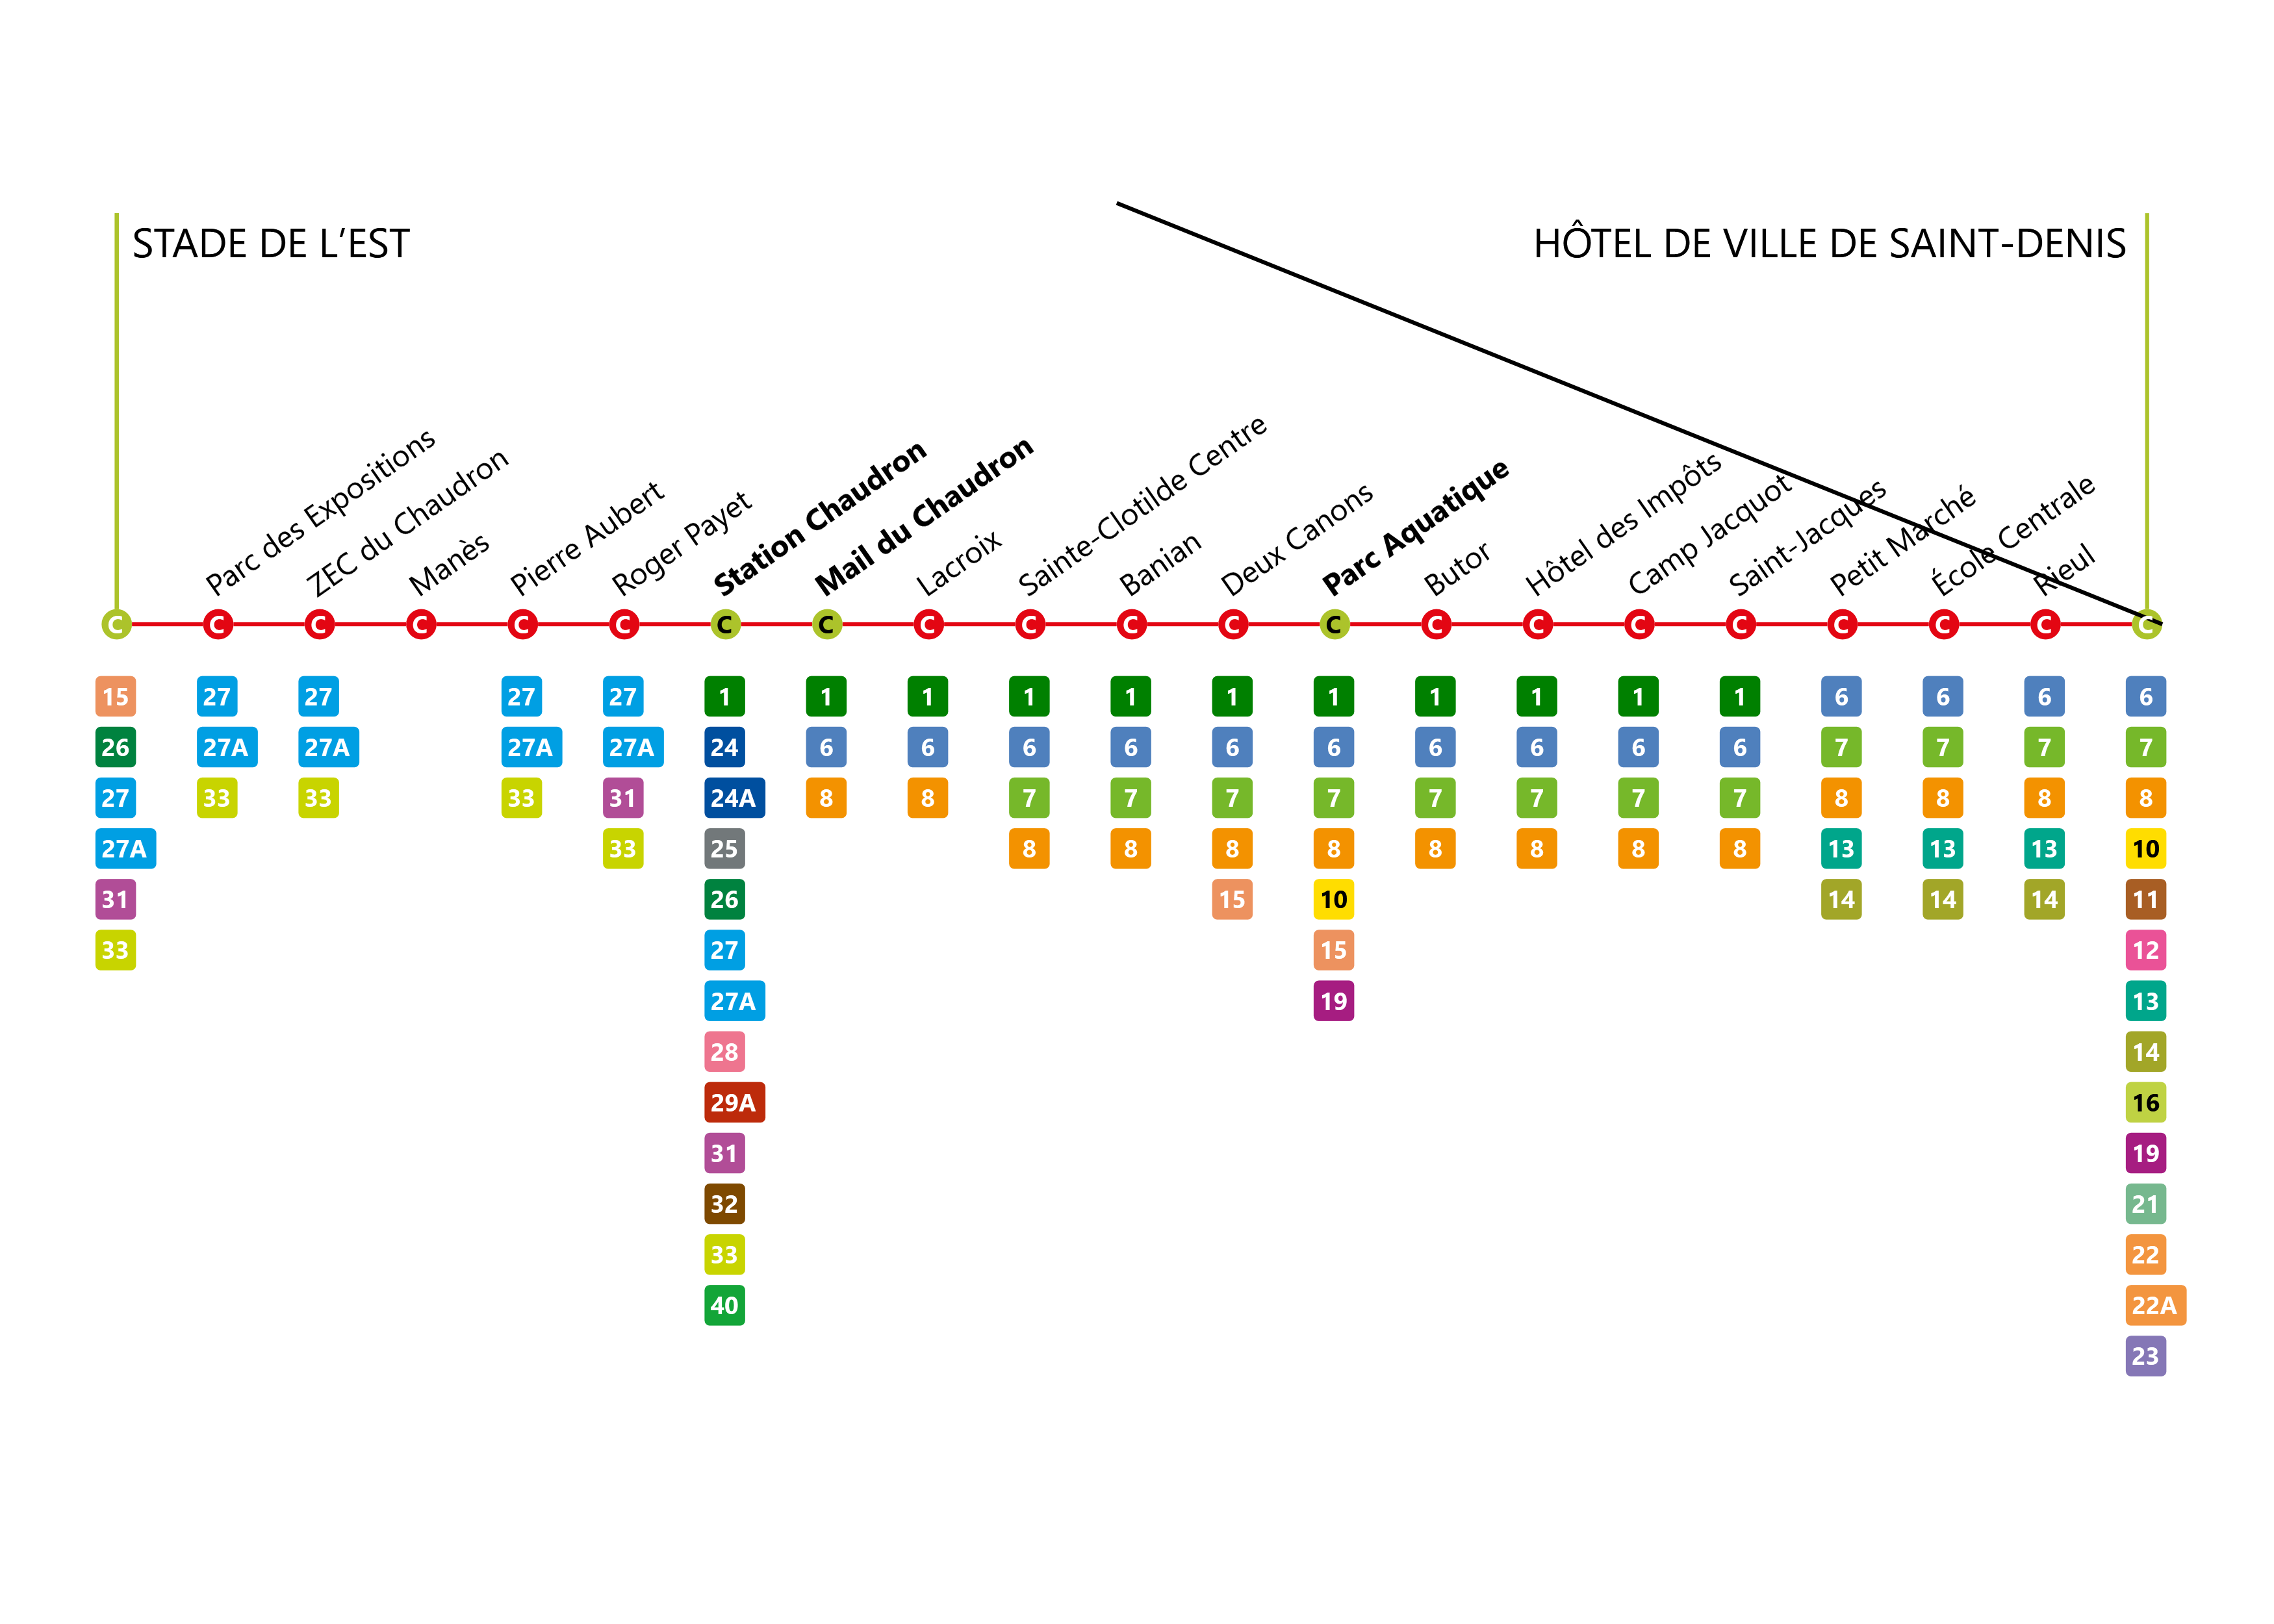 STADE DE L’EST
HÔTEL DE VILLE DE SAINT-DENIS
Parc des Expositions
ZEC du Chaudron
Manès
Pierre Aubert
Roger Payet
Station Chaudron
Mail du Chaudron
Lacroix
Sainte-Clotilde Centre
Banian
Deux Canons
Parc Aquatique
Butor
Hôtel des Impôts
Camp Jacquot
Saint-Jacques
Petit Marché
École Centrale
Rieul
C C C C C C C C C C C C C C C C C C C C C
15 27 27 27 27 1 1 1 1 1 1 1 1 1 1 1 6 6 6 6
26 27A 27A 27A 27A 24 6 6 6 6 6 6 6 6 6 6 7 7 7 7
27 33 33 33 31 24A 8 8 7 7 7 7 7 7 7 7 8 8 8 8
27A 33 25 8 8 8 8 8 8 8 8 13 13 13 10
31 26 15 10 14 14 14 11
33 27 15 12
27A 19 13
28 14
29A 16
31 19
32 21
33 22
40 22A
23